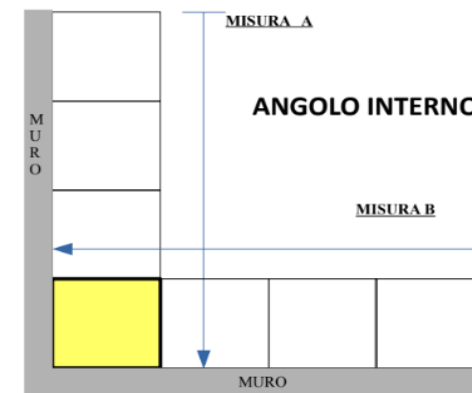 MISURA A
ANGOLO INTERNO
M
U
R
O
MISURA B
MURO